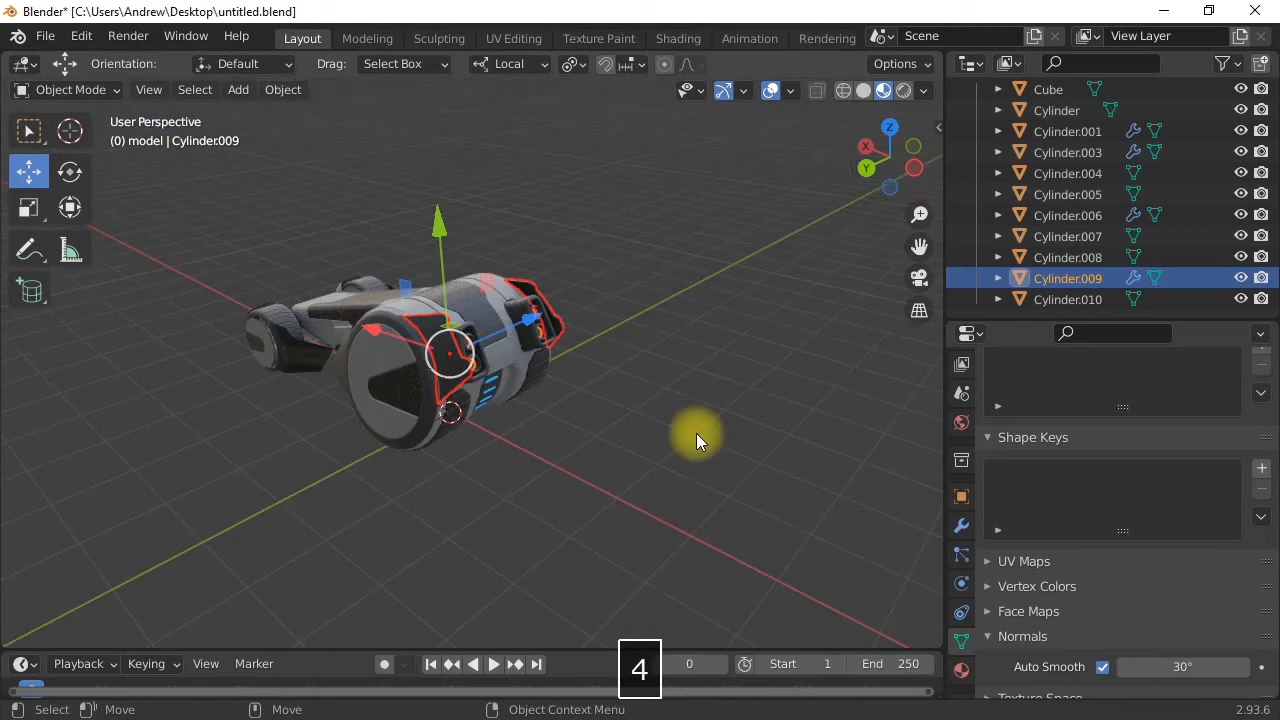 Blender* [C:\Users\Andrew\Desktop\untitled.blend]
File Edit Render Window Help Layout Modeling Sculpting UV Editing Texture Paint Shading Animation Rendering Scene View Layer
Orientation: Default Drag: Select Box Local Options
Object Mode View Select Add Object
User Perspective
(0) model | Cylinder.009
Z
X
Y
Cube
Cylinder
Cylinder.001
Cylinder.003
Cylinder.004
Cylinder.005
Cylinder.006
Cylinder.007
Cylinder.008
Cylinder.009
Cylinder.010
Shape Keys
UV Maps
Vertex Colors
Face Maps
Normals
Auto Smooth 30°
Playback Keying View Marker 4 0 Start 1 End 250
Select Move Move Object Context Menu 2.93.6